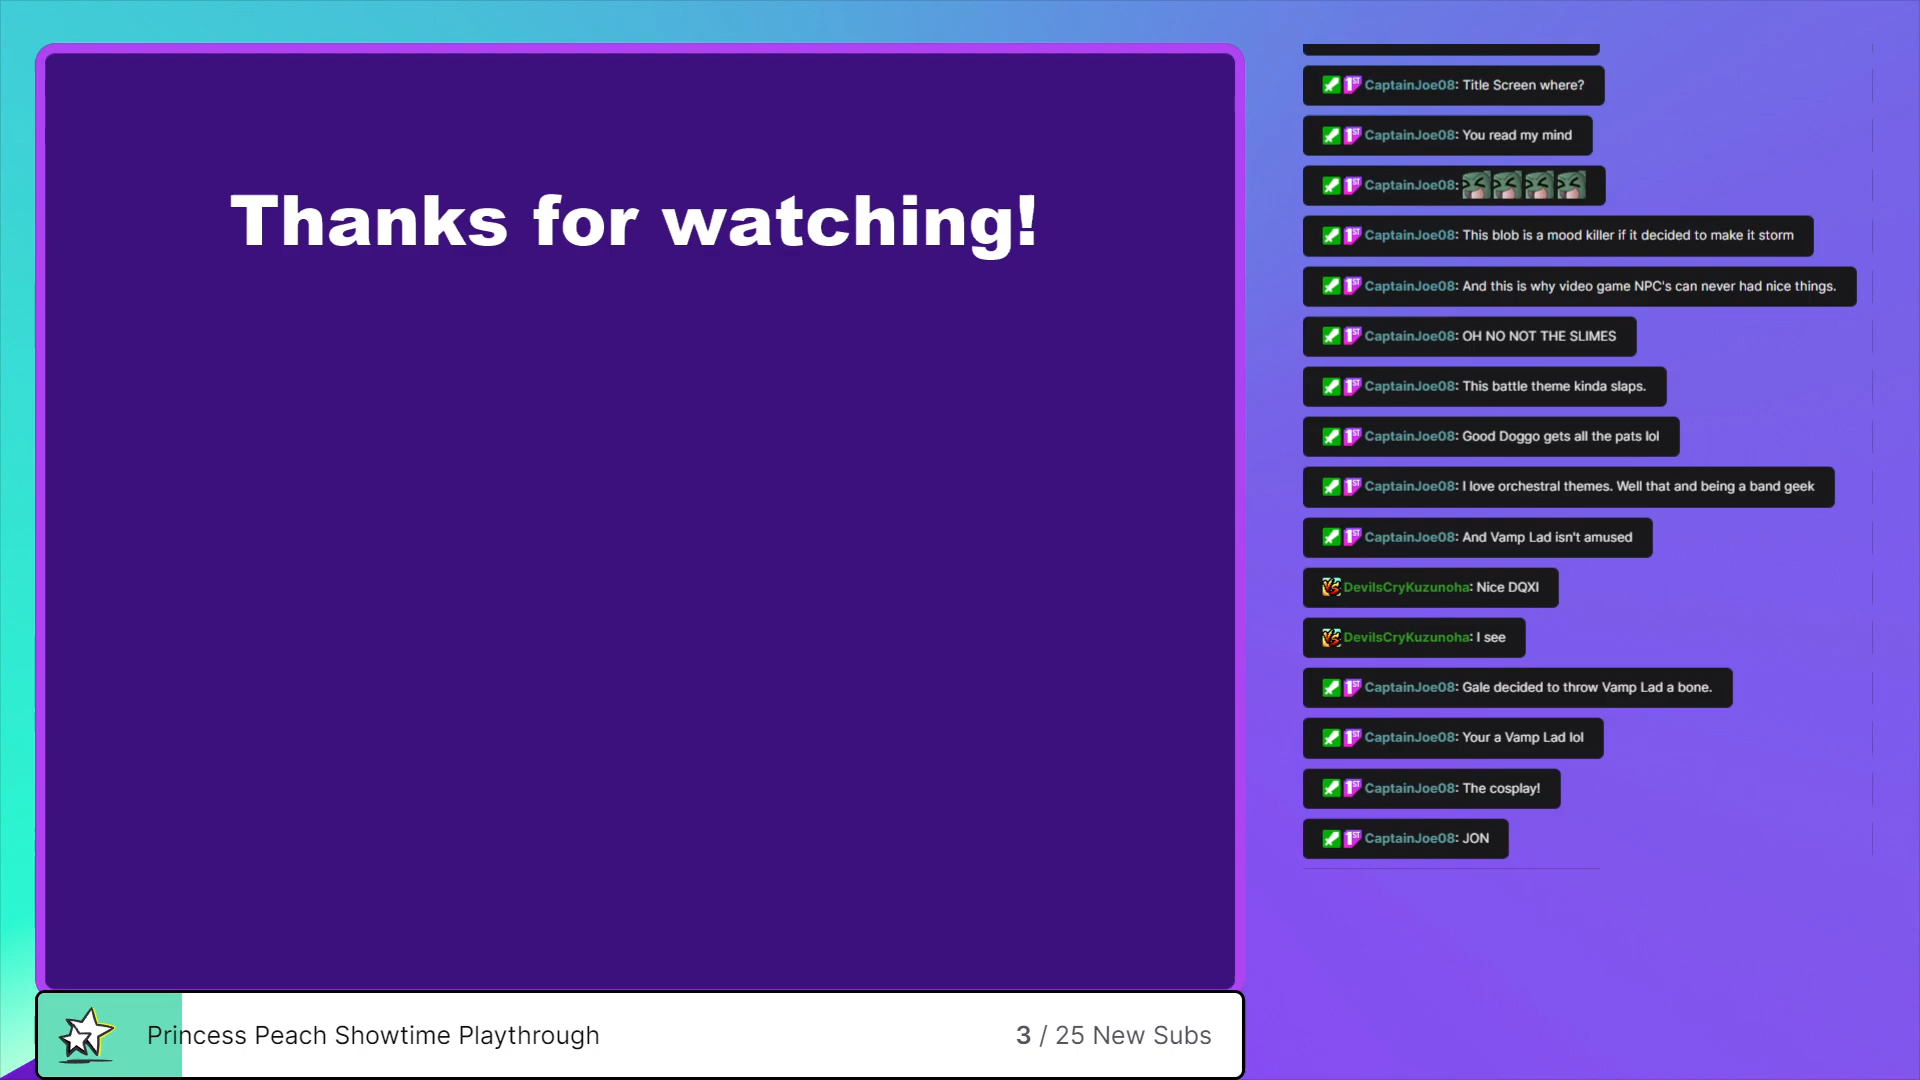 Thanks for watching!
CaptainJoe08: Title Screen where?
CaptainJoe08: You read my mind
CaptainJoe08:
CaptainJoe08: This blob is a mood killer if it decided to make it storm
CaptainJoe08: And this is why video game NPC's can never had nice things.
CaptainJoe08: OH NO NOT THE SLIMES
CaptainJoe08: This battle theme kinda slaps.
CaptainJoe08: Good Doggo gets all the pats lol
CaptainJoe08: I love orchestral themes. Well that and being a band geek
CaptainJoe08: And Vamp Lad isn't amused
DevilsCryKuzunoha: Nice DQXI
DevilsCryKuzunoha: I see
CaptainJoe08: Gale decided to throw Vamp Lad a bone.
CaptainJoe08: Your a Vamp Lad lol
CaptainJoe08: The cosplay!
CaptainJoe08: JON
Princess Peach Showtime Playthrough
3 / 25 New Subs